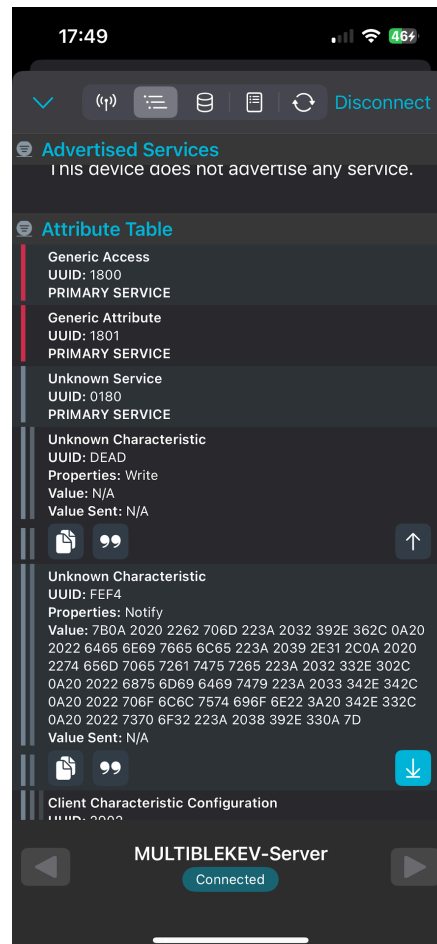 17:49
46
Disconnect
Advertised Services
This device does not advertise any service.
Attribute Table
Generic Access
UUID: 1800
PRIMARY SERVICE
Generic Attribute
UUID: 1801
PRIMARY SERVICE
Unknown Service
UUID: 0180
PRIMARY SERVICE
Unknown Characteristic
UUID: DEAD
Properties: Write
Value: N/A
Value Sent: N/A
Unknown Characteristic
UUID: FEF4
Properties: Notify
Value: 7B0A 2020 2262 706D 223A 2032 392E 362C 0A20
2022 6465 6E69 7665 6C65 223A 2039 2E31 2C0A 2020
2274 656D 7065 7261 7475 7265 223A 2032 332E 302C
0A20 2022 6875 6D69 6469 7479 223A 2033 342E 342C
0A20 2022 706F 6C6C 7574 696F 6E22 3A20 342E 332C
0A20 2022 7370 6F32 223A 2038 392E 330A 7D
Value Sent: N/A
Client Characteristic Configuration
UUID: 2902
MULTIBLEKEV-Server
Connected